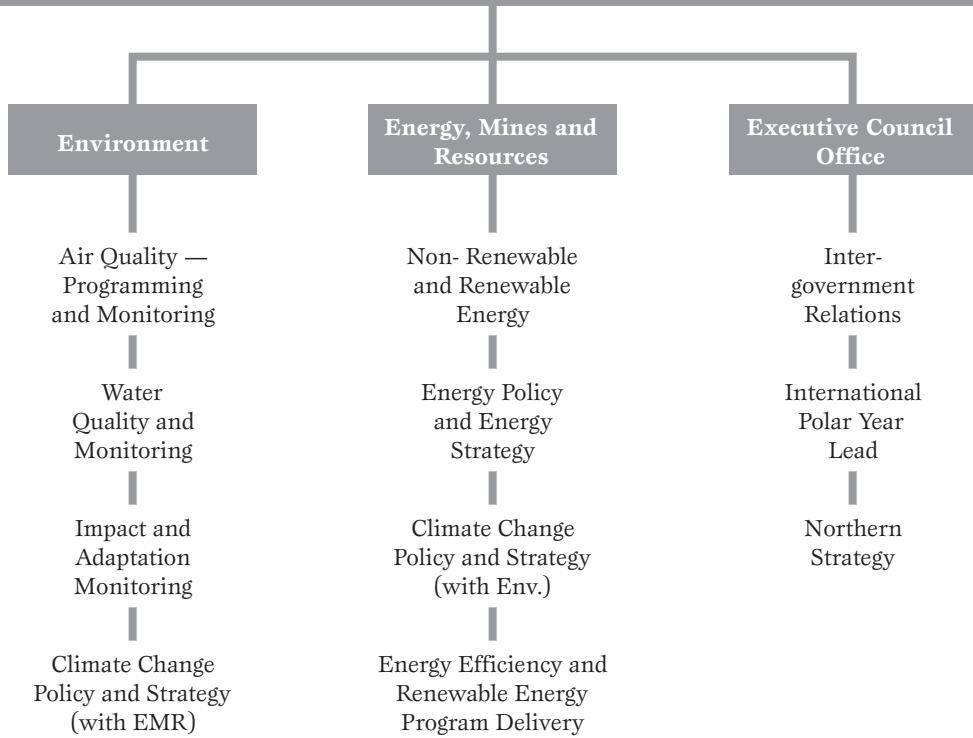 Environment
Air Quality —
Programming
and Monitoring
Water
Quality and
Monitoring
Impact and
Adaptation
Monitoring
Climate Change
Policy and Strategy
(with EMR)
Energy, Mines and
Resources
Non- Renewable
and Renewable
Energy
Energy Policy
and Energy
Strategy
Climate Change
Policy and Strategy
(with Env.)
Energy Efficiency and
Renewable Energy
Program Delivery
Executive Council
Office
Inter-
government
Relations
International
Polar Year
Lead
Northern
Strategy